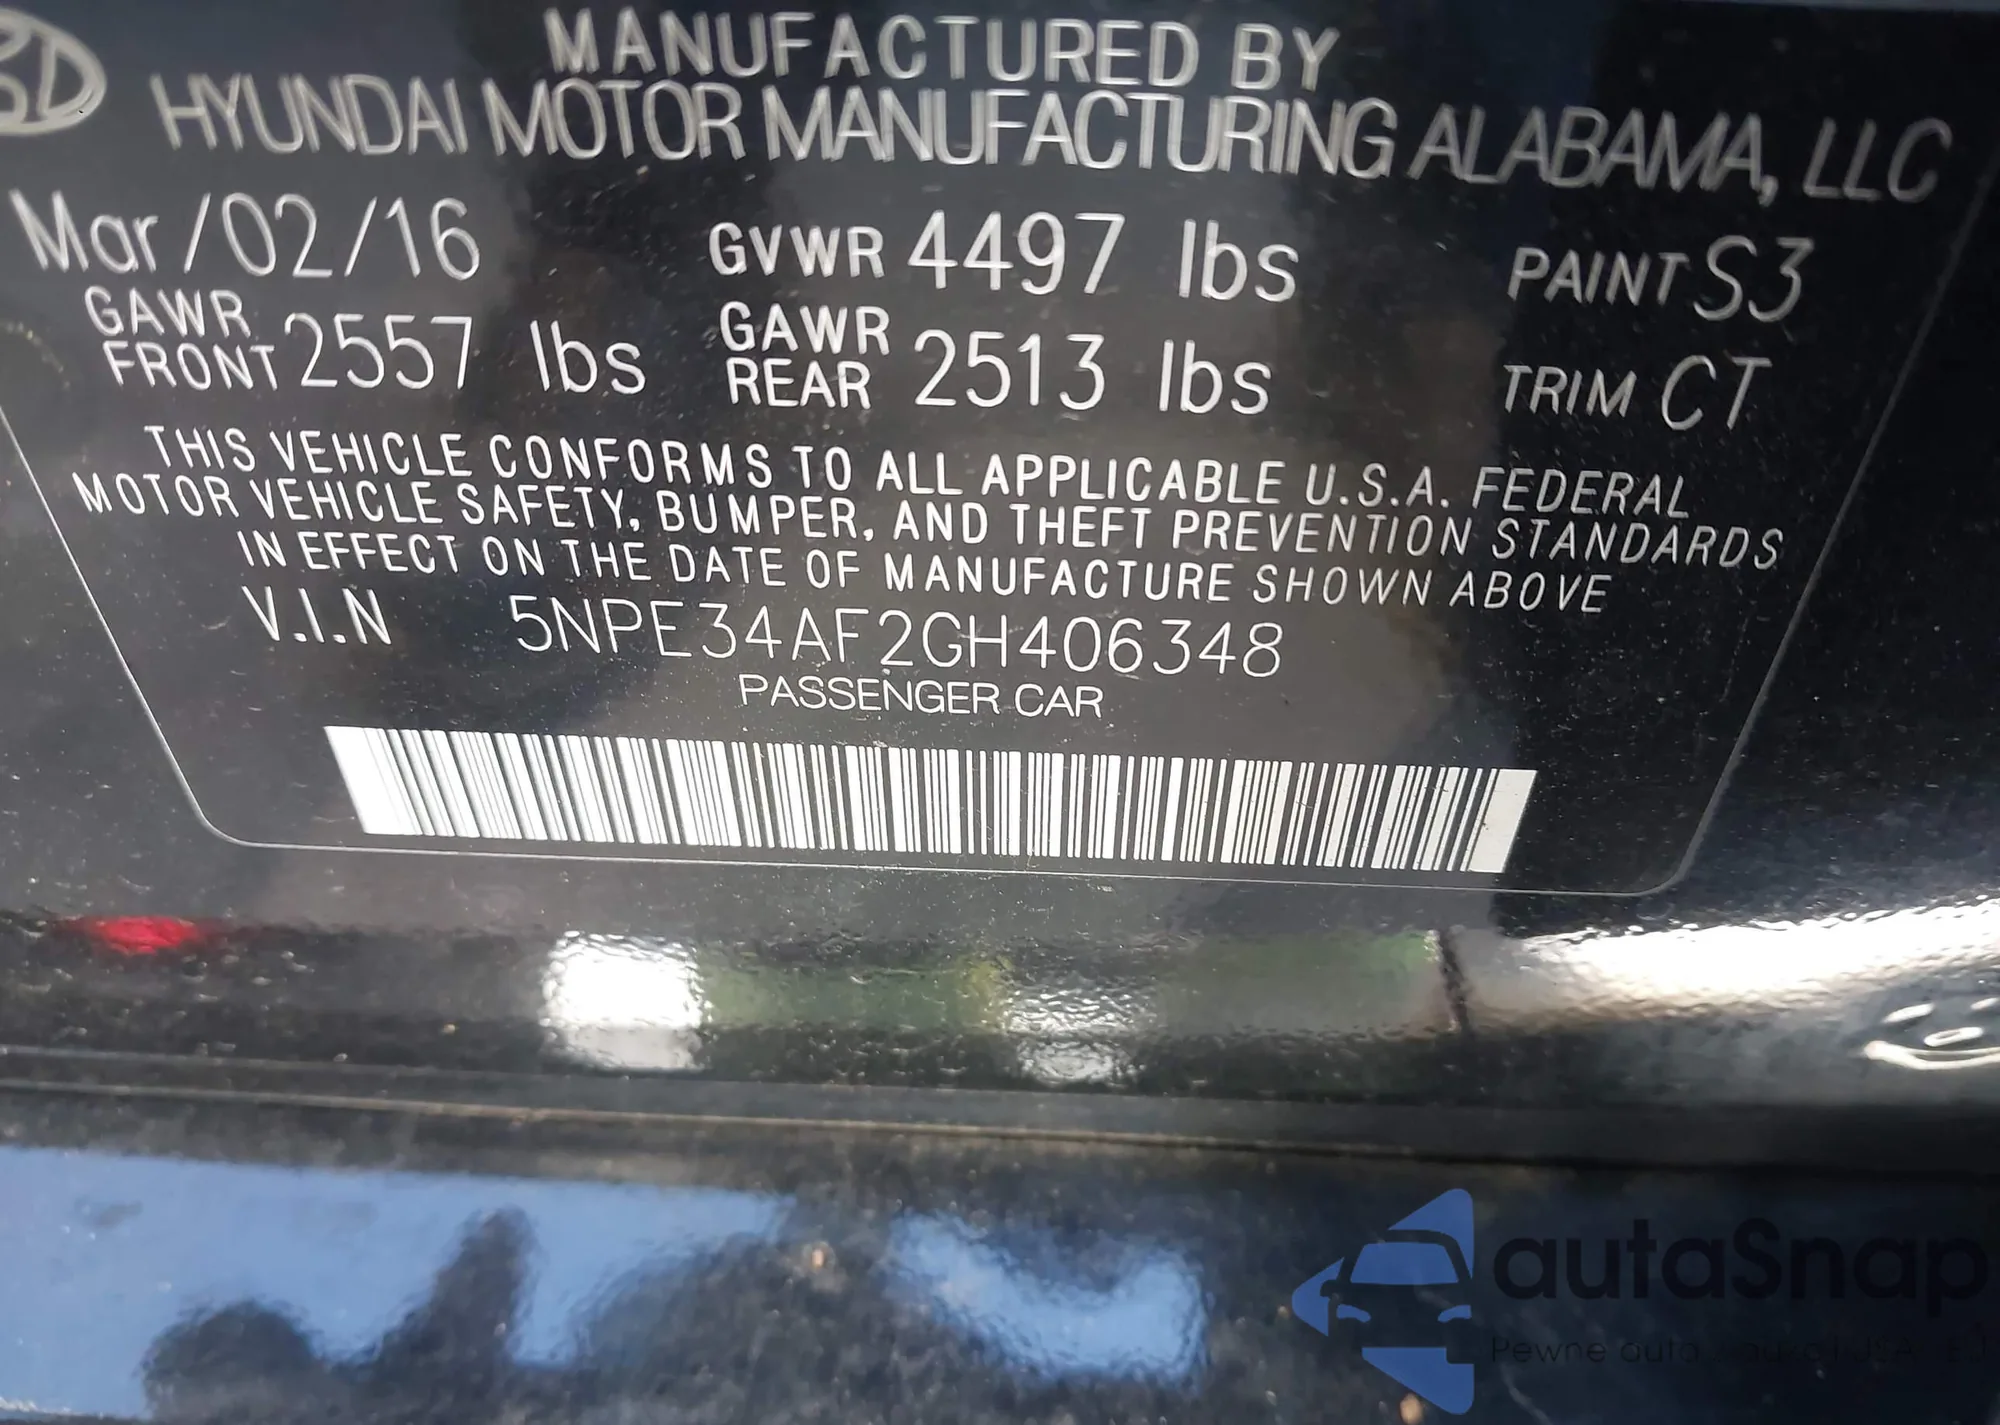 MANUFACTURED BY
HYUNDAI MOTOR MANUFACTURING ALABAMA, LLC
Mar/02/16 GVWR 4497 lbs PAINT S3
GAWR FRONT 2557 lbs GAWR REAR 2513 lbs TRIM CT
THIS VEHICLE CONFORMS TO ALL APPLICABLE U.S.A. FEDERAL
MOTOR VEHICLE SAFETY, BUMPER, AND THEFT PREVENTION STANDARDS
IN EFFECT ON THE DATE OF MANUFACTURE SHOWN ABOVE
V.I.N 5NPE34AF2GH406348
PASSENGER CAR
autaSnap
Pewne auto